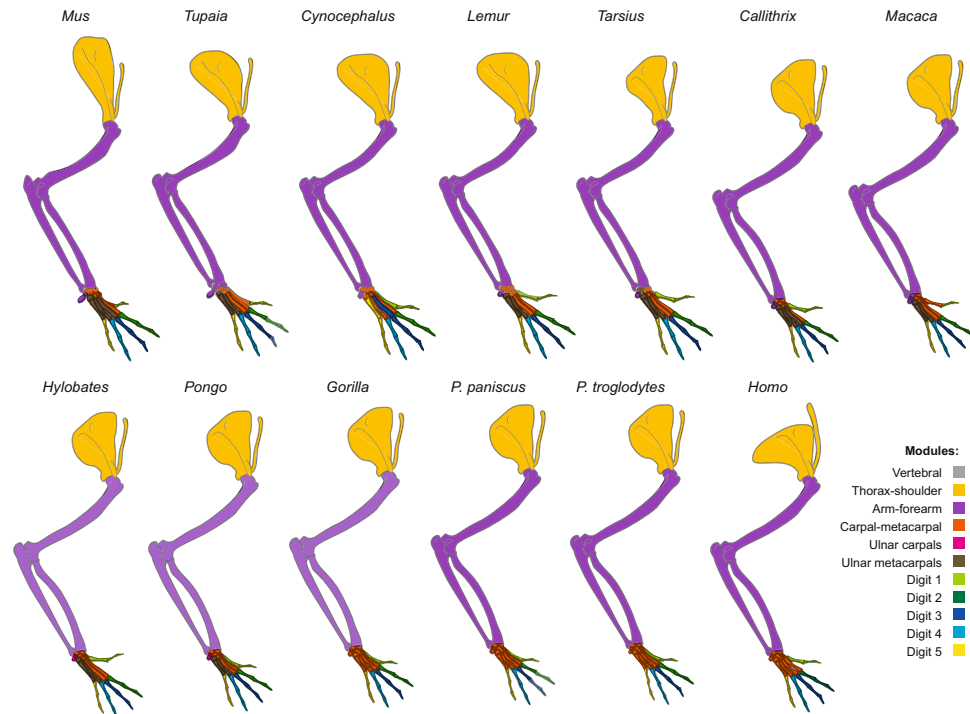 Mus Tupaia Cynocephalus Lemur Tarsius Callithrix Macaca
Hylobates Pongo Gorilla P. paniscus P. troglodytes Homo
Modules:
Vertebral
Thorax-shoulder
Arm-forearm
Carpal-metacarpal
Ulnar carpals
Ulnar metacarpals
Digit 1
Digit 2
Digit 3
Digit 4
Digit 5